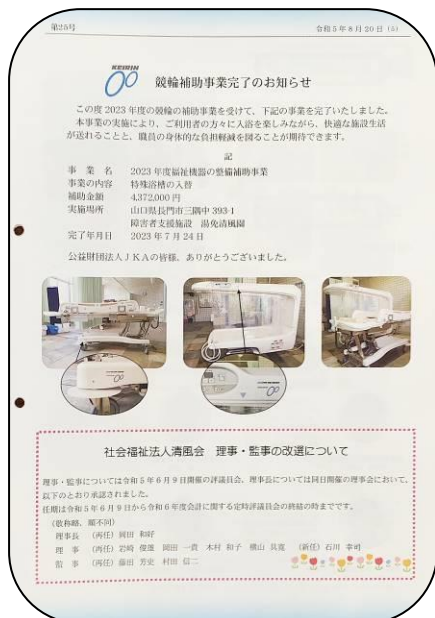 第25号
令和5年8月20日 (5)
KEIRIN
競輪補助事業完了のお知らせ
この度2023年度の競輪の補助事業を受けて、下記の事業を完了いたしました。
本事業の実施により、ご利用者の方々に入浴を楽しみながら、快適な施設生活
が送れることと、職員の身体的な負担軽減を図ることが期待できます。
記
事 業 名 2023年度福祉機器の整備補助事業
事業の内容 特殊浴槽の入替
補助金額 4,372,000円
実施場所 山口県長門市三隅中393-1
障害者支援施設 湯免清風園
完了年月日 2023年7月24日
公益財団法人JKAの皆様、ありがとうございました。
社会福祉法人清風会 理事・監事の改選について
理事・監事については令和5年6月9日開催の評議員会、理事長については同日開催の理事会において、
以下のとおり承認されました。
任期は令和5年6月9日から令和6年度会計に関する定時評議員会の終結の時までです。
(敬称略、順不同)
理事長 (再任) 岡田 和好
理 事 (再任) 岩崎 俊蔵 岡田 一貴 木村 和子 横山 真寛 (新任) 石川 幸司
監 事 (再任) 藤田 芳史 村田 信二